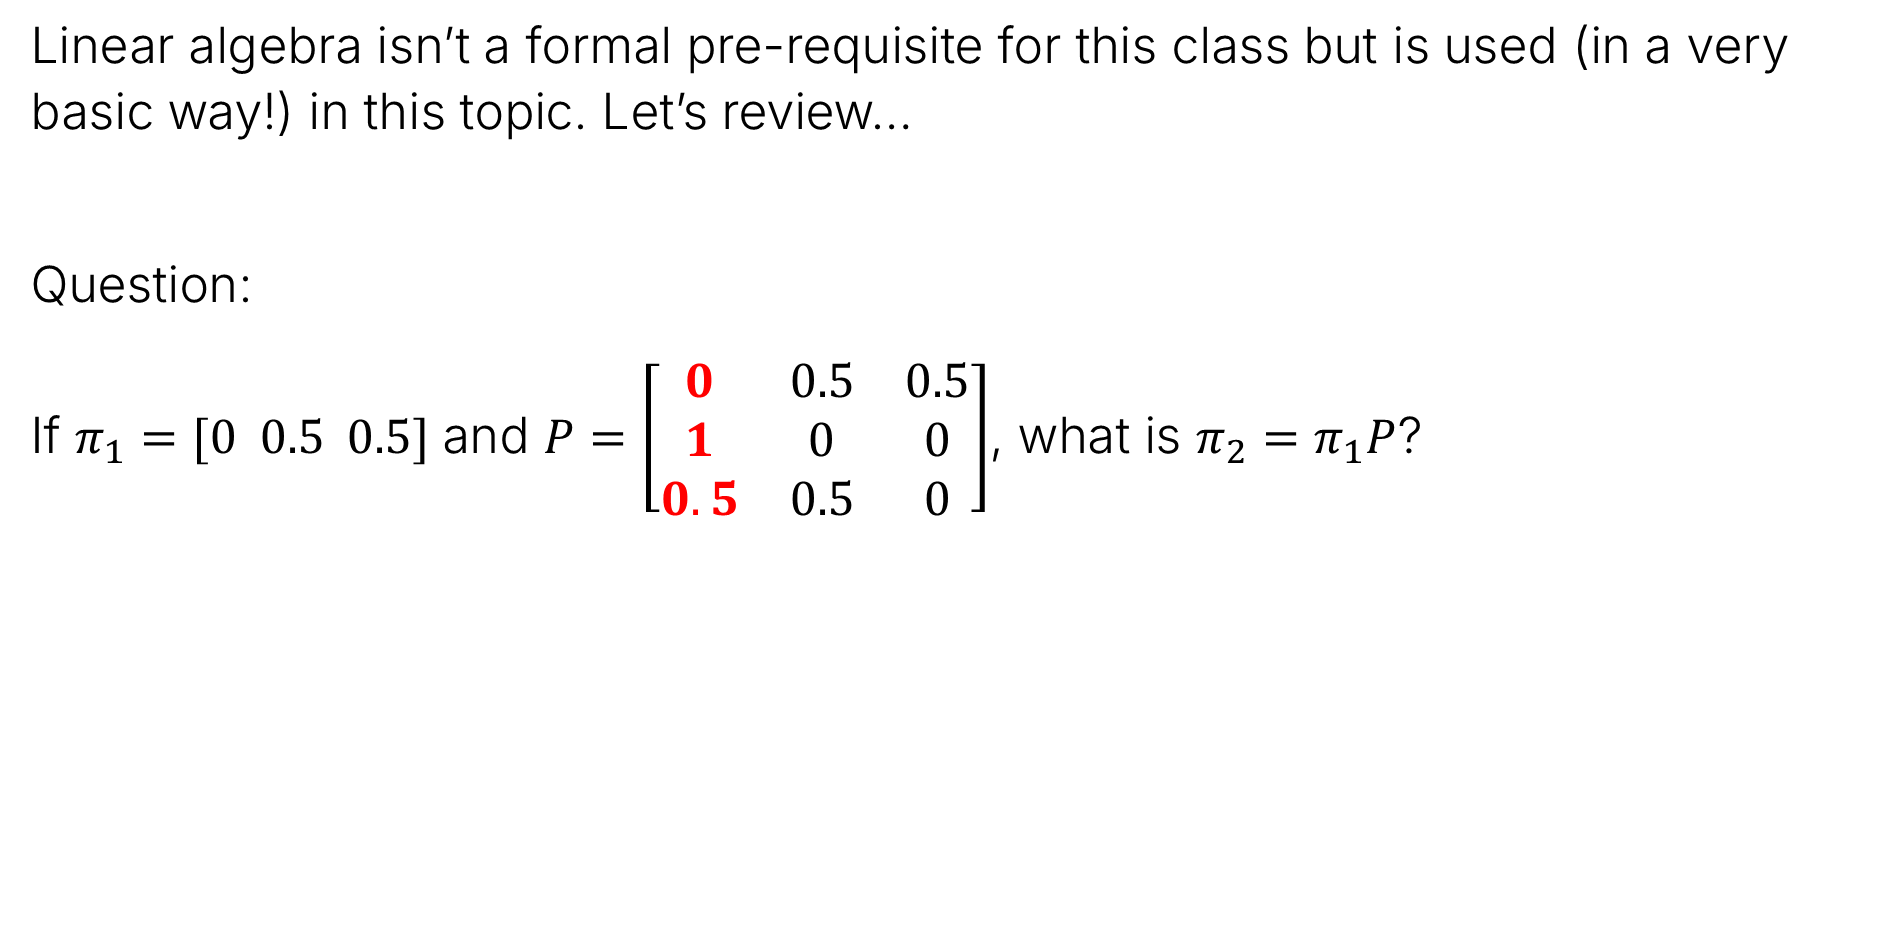 Linear algebra isn’t a formal pre-requisite for this class but is used (in a very
basic way!) in this topic. Let’s review...
Question:
If π₁ = [0 0.5 0.5] and P = [0 0.5 0.5; 1 0 0; 0.5 0.5 0], what is π₂ = π₁P?